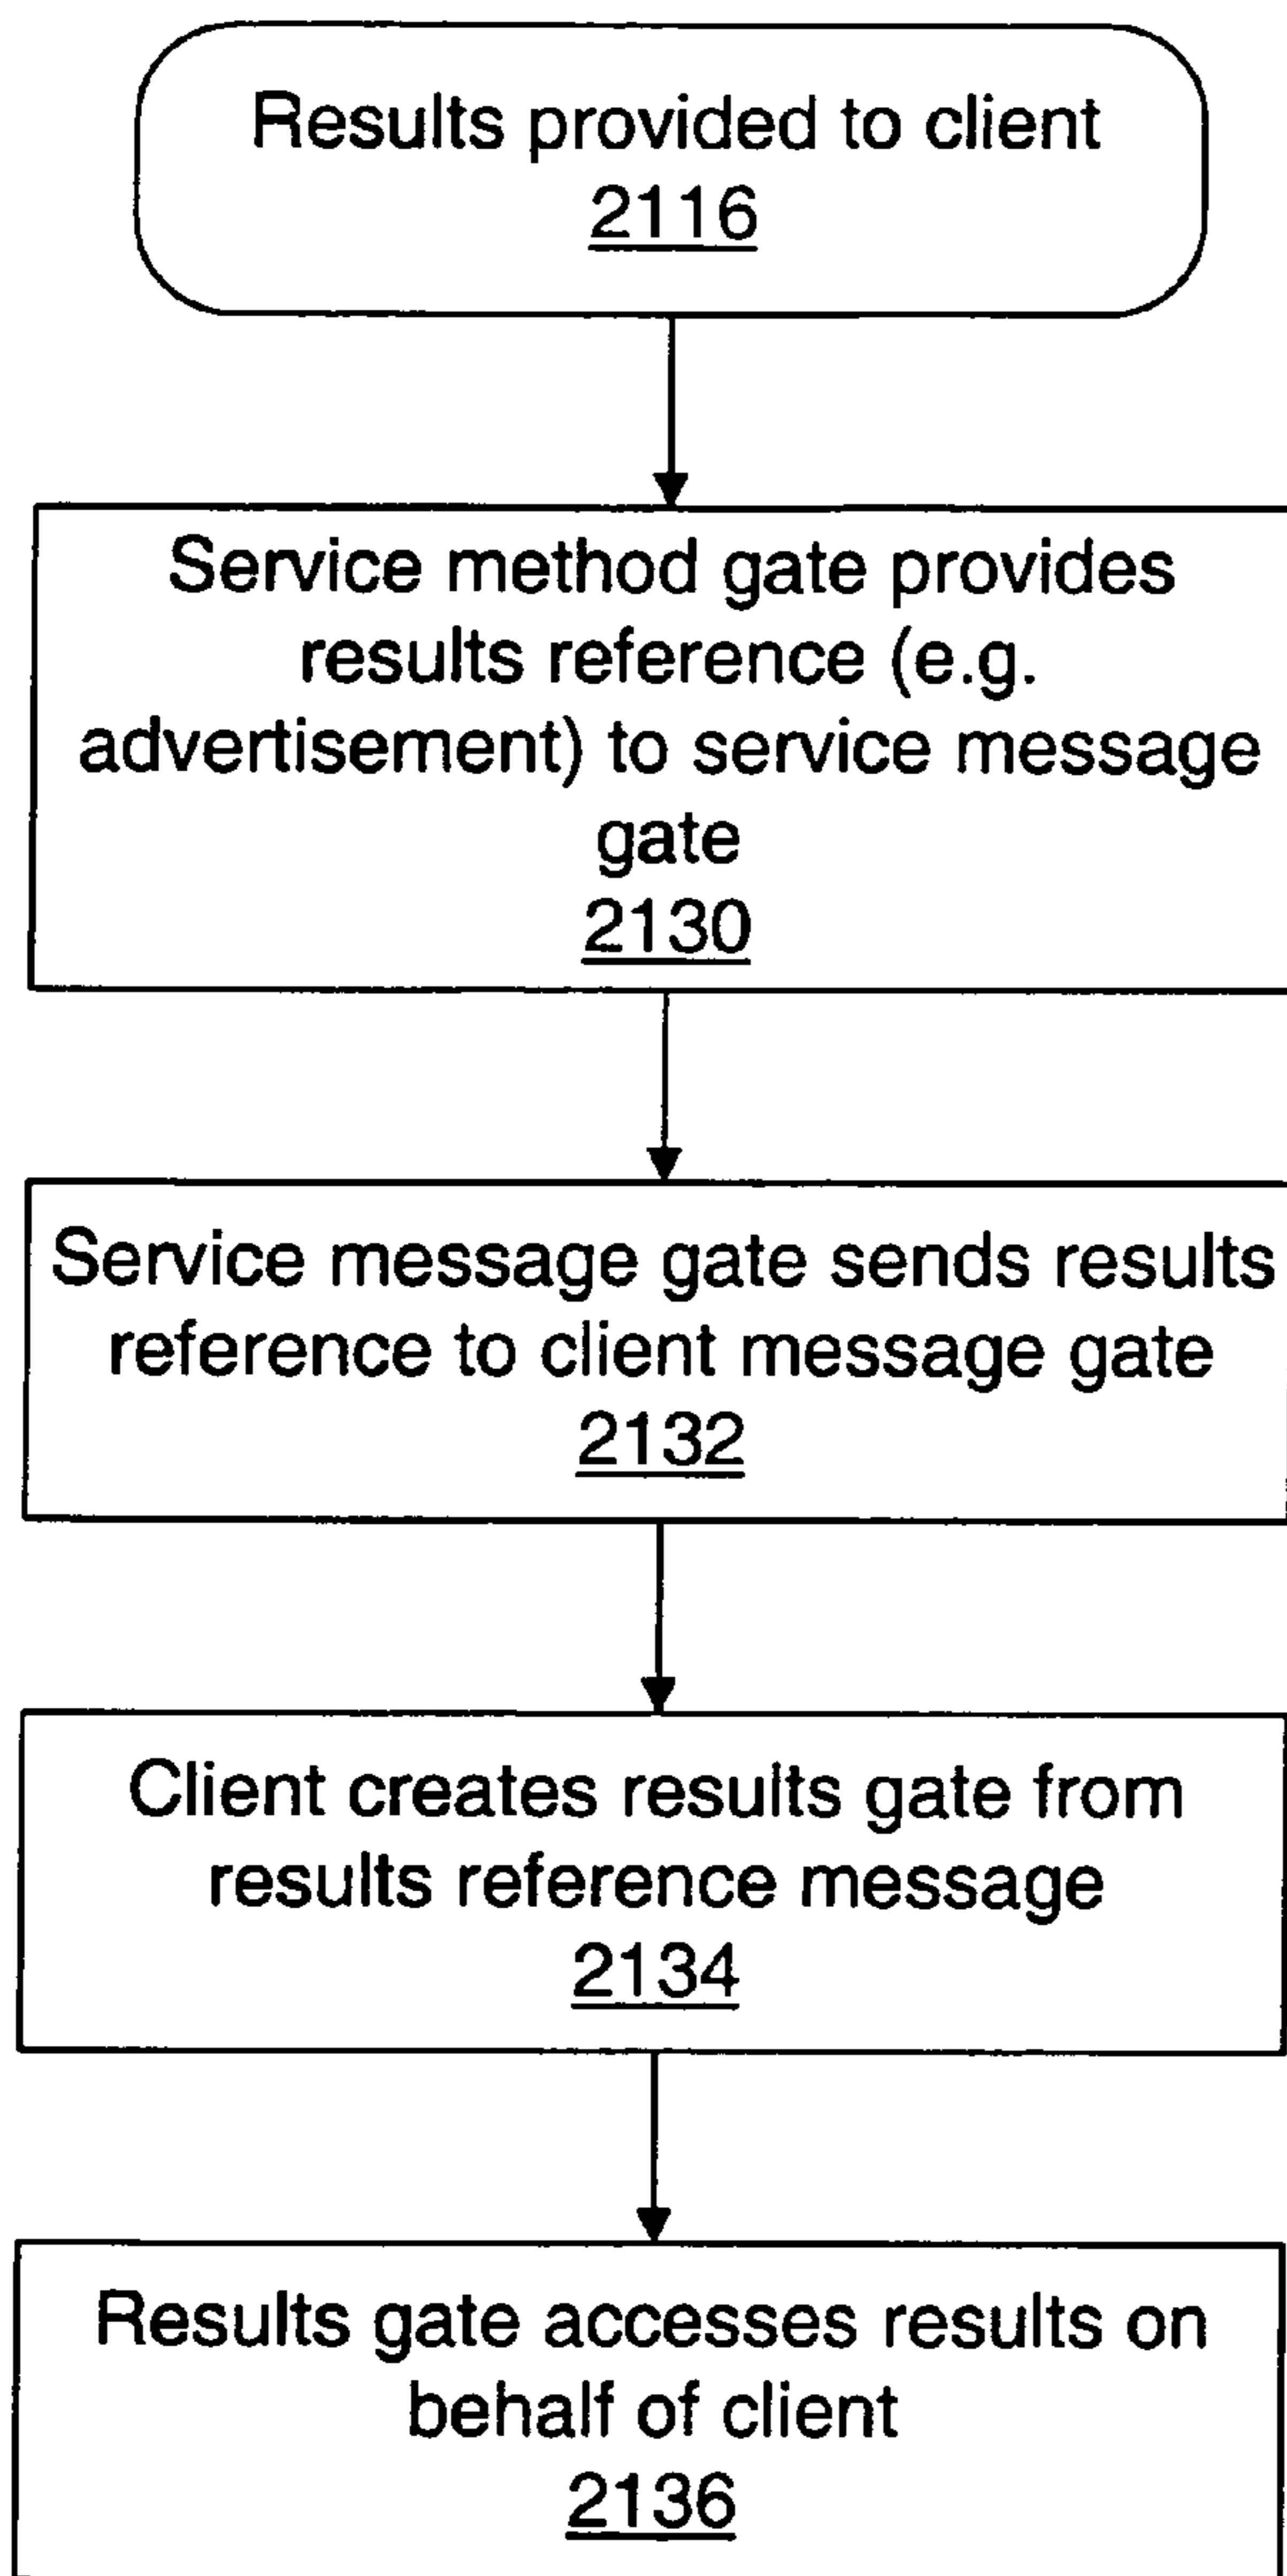 Results provided to client
2116
Service method gate provides
results reference (e.g.
advertisement) to service message
gate
2130
Service message gate sends results
reference to client message gate
2132
Client creates results gate from
results reference message
2134
Results gate accesses results on
behalf of client
2136